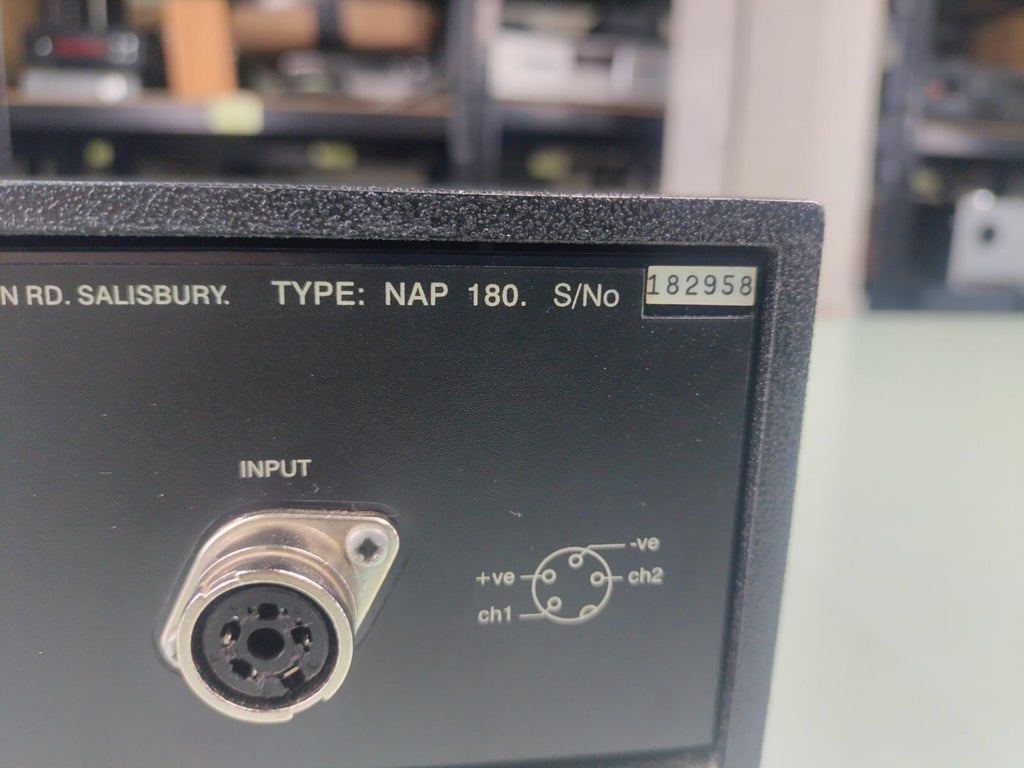 N RD. SALISBURY. TYPE: NAP 180. S/No 182958
INPUT
-ve
+ve
ch2
ch1